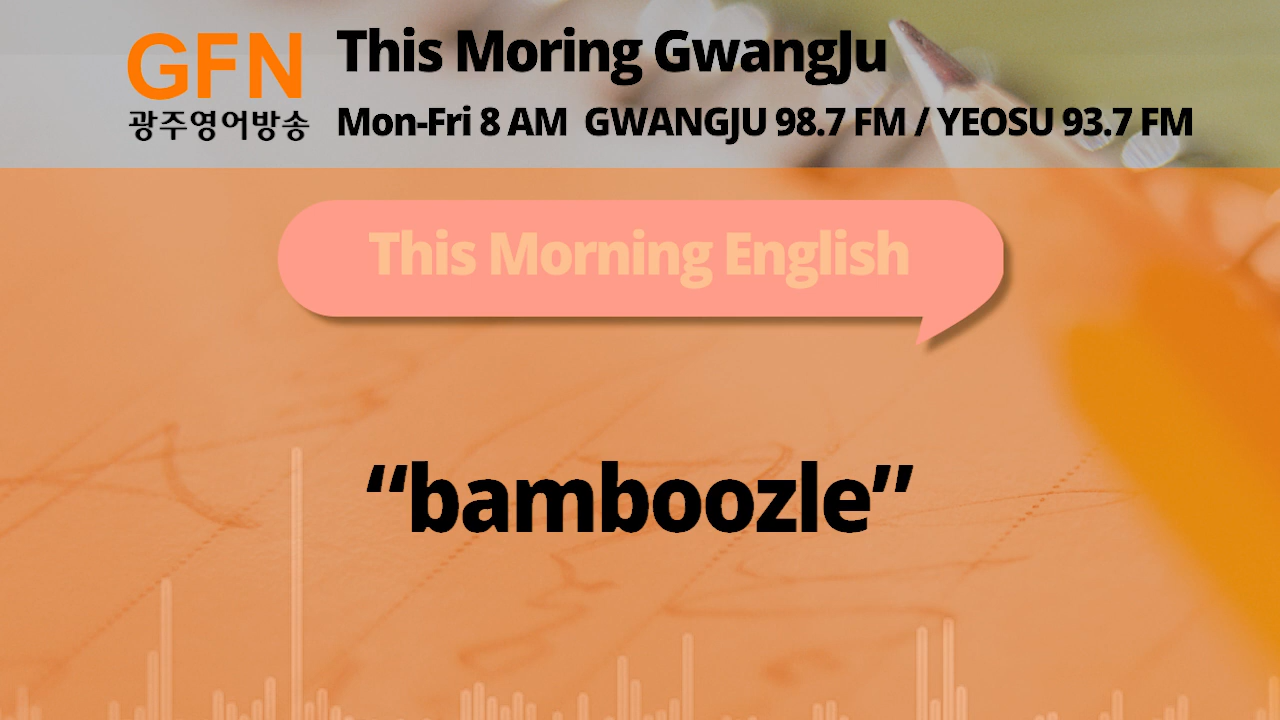 GFN
광주영어방송
This Moring GwangJu
Mon-Fri 8 AM GWANGJU 98.7 FM / YEOSU 93.7 FM
This Morning English
“bamboozle”